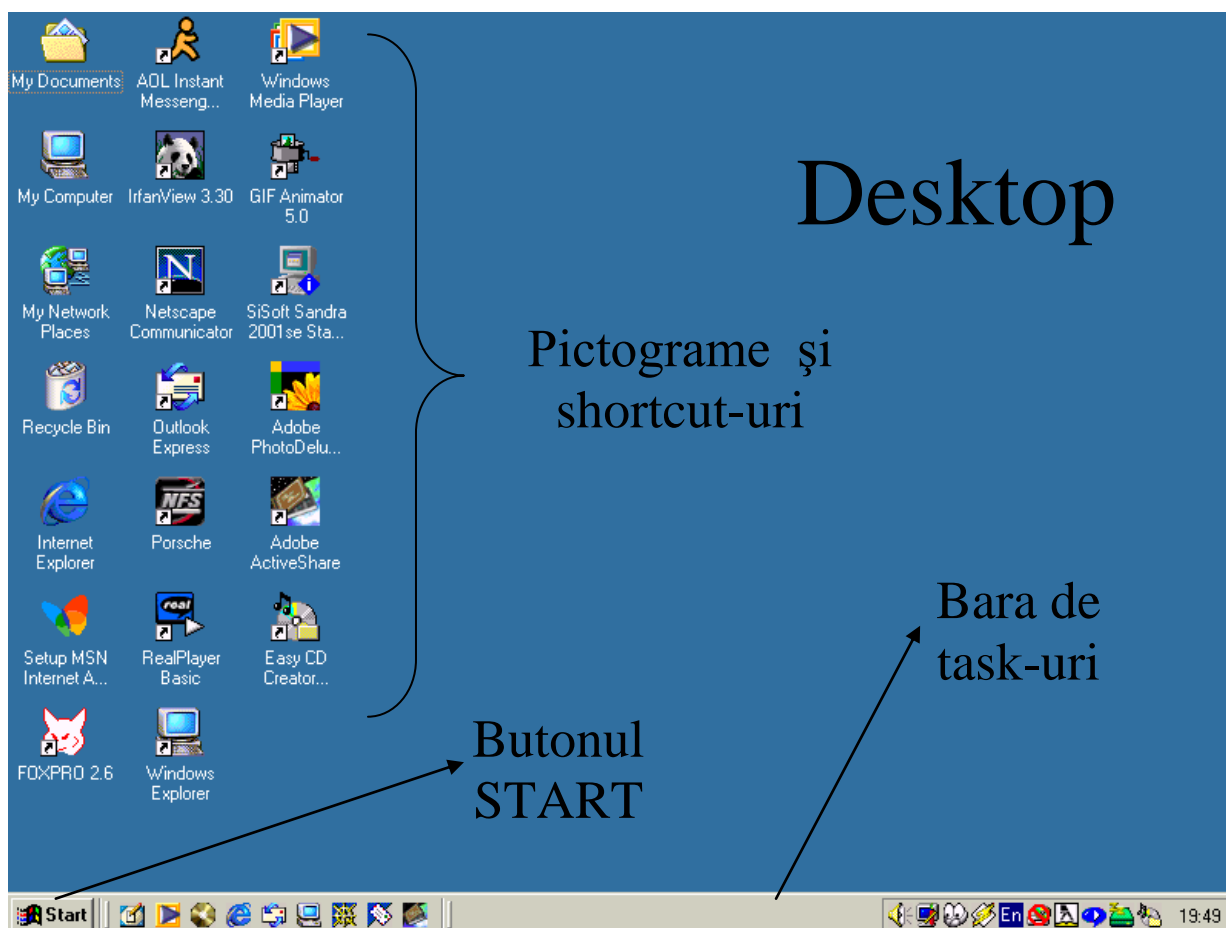 My Documents
AOL Instant
Messeng...
Windows
Media Player
My Computer
IrfanView 3.30
GIF Animator
5.0
Desktop
My Network
Places
Netscape
Communicator
SiSoft Sandra
2001se Sta...
Pictograme şi
shortcut-uri
Recycle Bin
Outlook
Express
Adobe
PhotoDelu...
Internet
Explorer
NFS
Porsche
Adobe
ActiveShare
Setup MSN
Internet A...
real
RealPlayer
Basic
Easy CD
Creator...
Bara de
task-uri
FOXPRO 2.6
Windows
Explorer
Butonul
START
Start
En
19:49